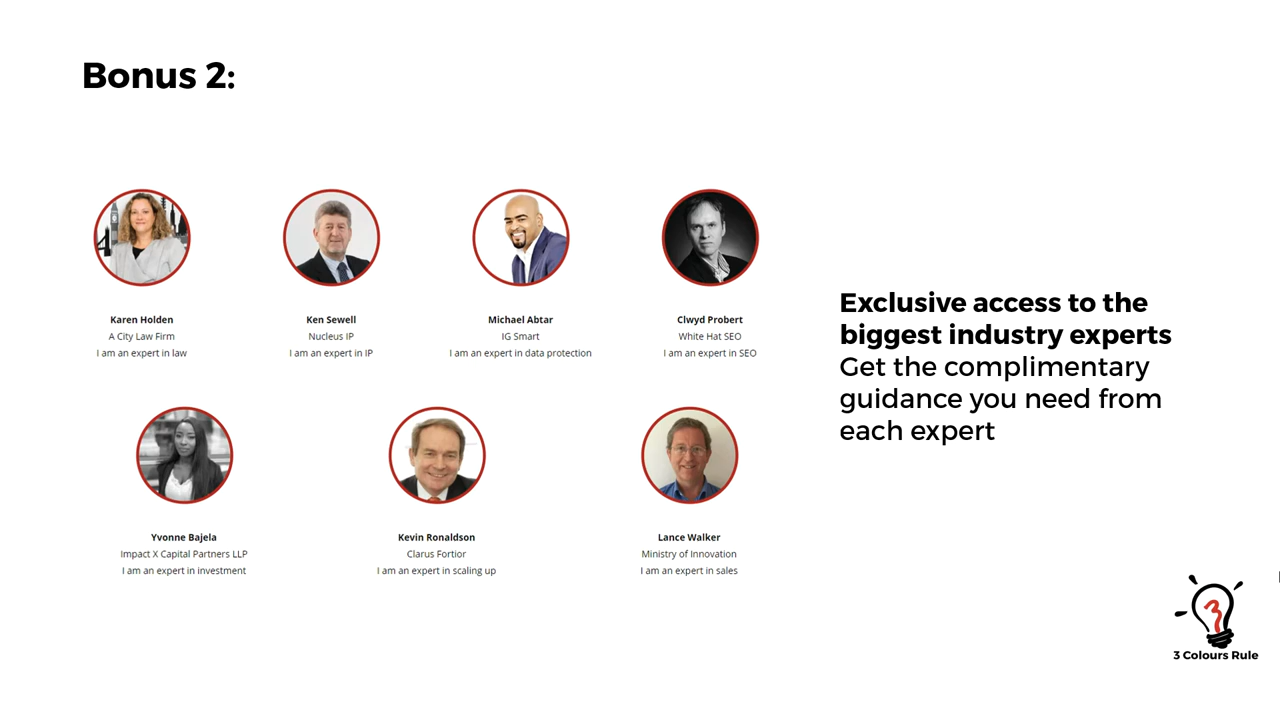 Bonus 2:
Karen Holden
A City Law Firm
I am an expert in law
Ken Sewell
Nucleus IP
I am an expert in IP
Michael Abtar
IG Smart
I am an expert in data protection
Clwyd Probert
White Hat SEO
I am an expert in SEO
Yvonne Bajela
Impact X Capital Partners LLP
I am an expert in investment
Kevin Ronaldson
Clarus Fortior
I am an expert in scaling up
Lance Walker
Ministry of Innovation
I am an expert in sales
Exclusive access to the
biggest industry experts
Get the complimentary
guidance you need from
each expert
3
3 Colours Rule